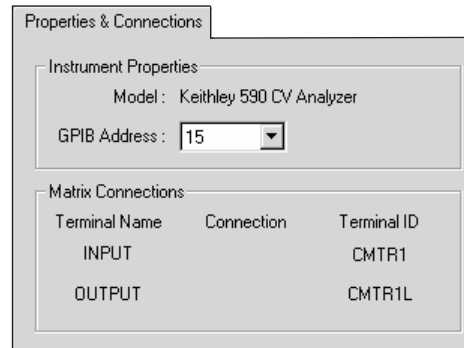 Properties & Connections
Instrument Properties
Model : Keithley 590 CV Analyzer
GPIB Address : 15
Matrix Connections
Terminal Name Connection Terminal ID
INPUT CMTR1
OUTPUT CMTR1L